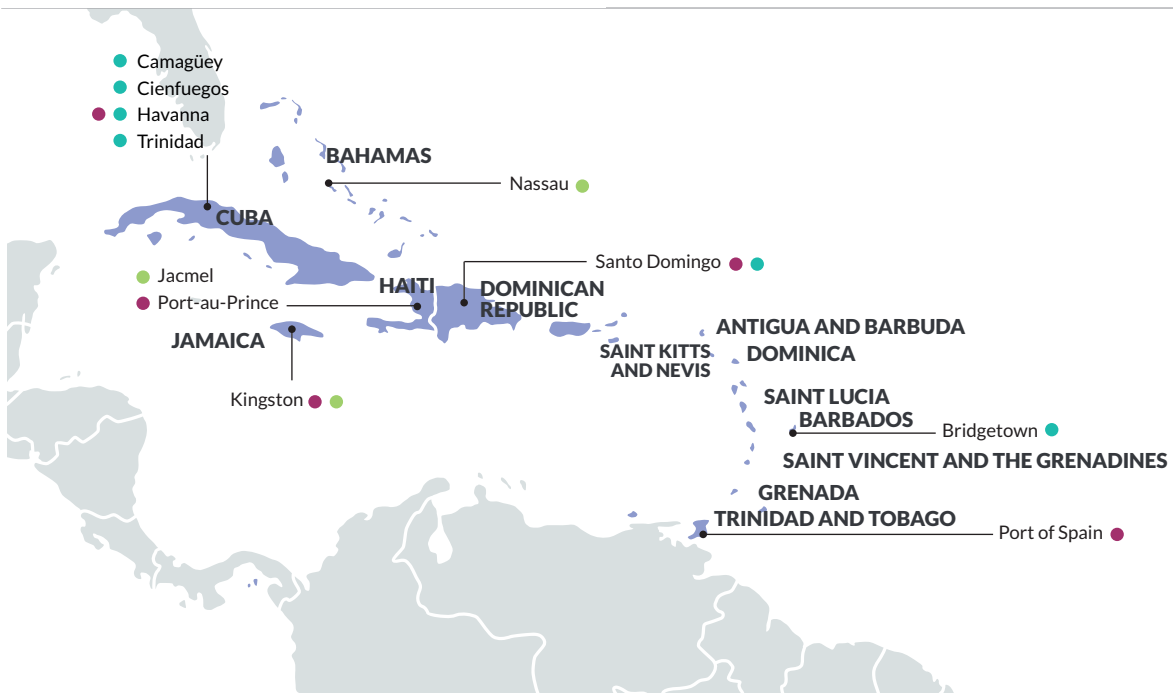 Camagüey
Cienfuegos
Havanna
Trinidad
BAHAMAS
Nassau
CUBA
Santo Domingo
Jacmel
HAITI
DOMINICAN
REPUBLIC
Port-au-Prince
JAMAICA
ANTIGUA AND BARBUDA
SAINT KITTS
AND NEVIS
DOMINICA
Kingston
SAINT LUCIA
BARBADOS
Bridgetown
SAINT VINCENT AND THE GRENADINES
GRENADA
TRINIDAD AND TOBAGO
Port of Spain